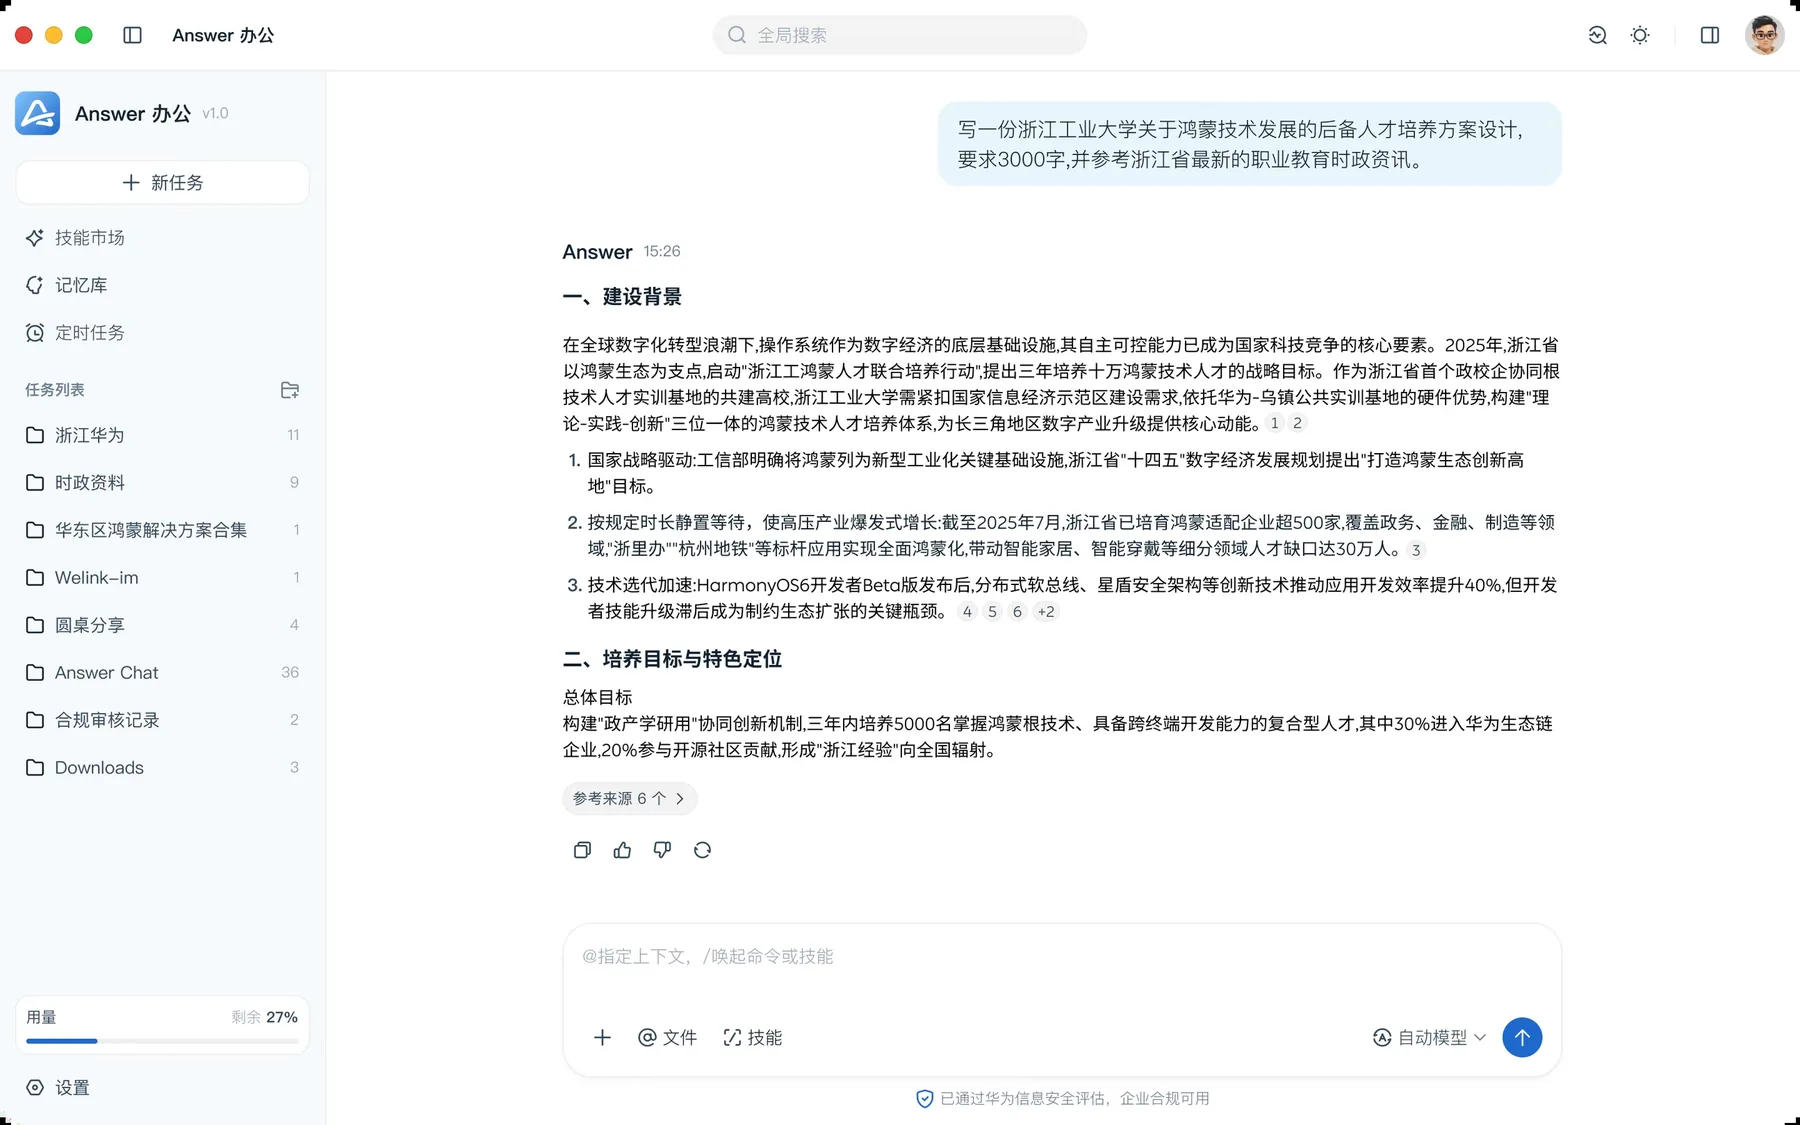 Answer 办公
全局搜索
Answer 办公 v1.0
新任务
技能市场
记忆库
定时任务
任务列表
浙江华为 11
时政资料 9
华东区鸿蒙解决方案合集 1
Welink-im 1
圆桌分享 4
Answer Chat 36
合规审核记录 2
Downloads 3
用量 剩余 27%
设置
写一份浙江工业大学关于鸿蒙技术发展的后备人才培养方案设计,
要求3000字,并参考浙江省最新的职业教育时政资讯。
Answer 15:26
一、建设背景
在全球数字化转型浪潮下,操作系统作为数字经济的底层基础设施,其自主可控能力已成为国家科技竞争的核心要素。2025年,浙江省
以鸿蒙生态为支点,启动"浙江工鸿蒙人才联合培养行动",提出三年培养十万鸿蒙技术人才的战略目标。作为浙江省首个政校企协同根
技术人才实训基地的共建高校,浙江工业大学需紧扣国家信息经济示范区建设需求,依托华为-乌镇公共实训基地的硬件优势,构建"理
论-实践-创新"三位一体的鸿蒙技术人才培养体系,为长三角地区数字产业升级提供核心动能。 1 2
1. 国家战略驱动:工信部明确将鸿蒙列为新型工业化关键基础设施,浙江省"十四五"数字经济发展规划提出"打造鸿蒙生态创新高
地"目标。
2. 按规定时长静置等待，使高压产业爆发式增长:截至2025年7月,浙江省已培育鸿蒙适配企业超500家,覆盖政务、金融、制造等领
域,"浙里办""杭州地铁"等标杆应用实现全面鸿蒙化,带动智能家居、智能穿戴等细分领域人才缺口达30万人。 3
3. 技术迭代加速:HarmonyOS6开发者Beta版发布后,分布式软总线、星盾安全架构等创新技术推动应用开发效率提升40%,但开发
者技能升级滞后成为制约生态扩张的关键瓶颈。 4 5 6 +2
二、培养目标与特色定位
总体目标
构建"政产学研用"协同创新机制,三年内培养5000名掌握鸿蒙根技术、具备跨终端开发能力的复合型人才,其中30%进入华为生态链
企业,20%参与开源社区贡献,形成"浙江经验"向全国辐射。
参考来源 6 个
@指定上下文，/唤起命令或技能
文件 技能 自动模型
已通过华为信息安全评估，企业合规可用